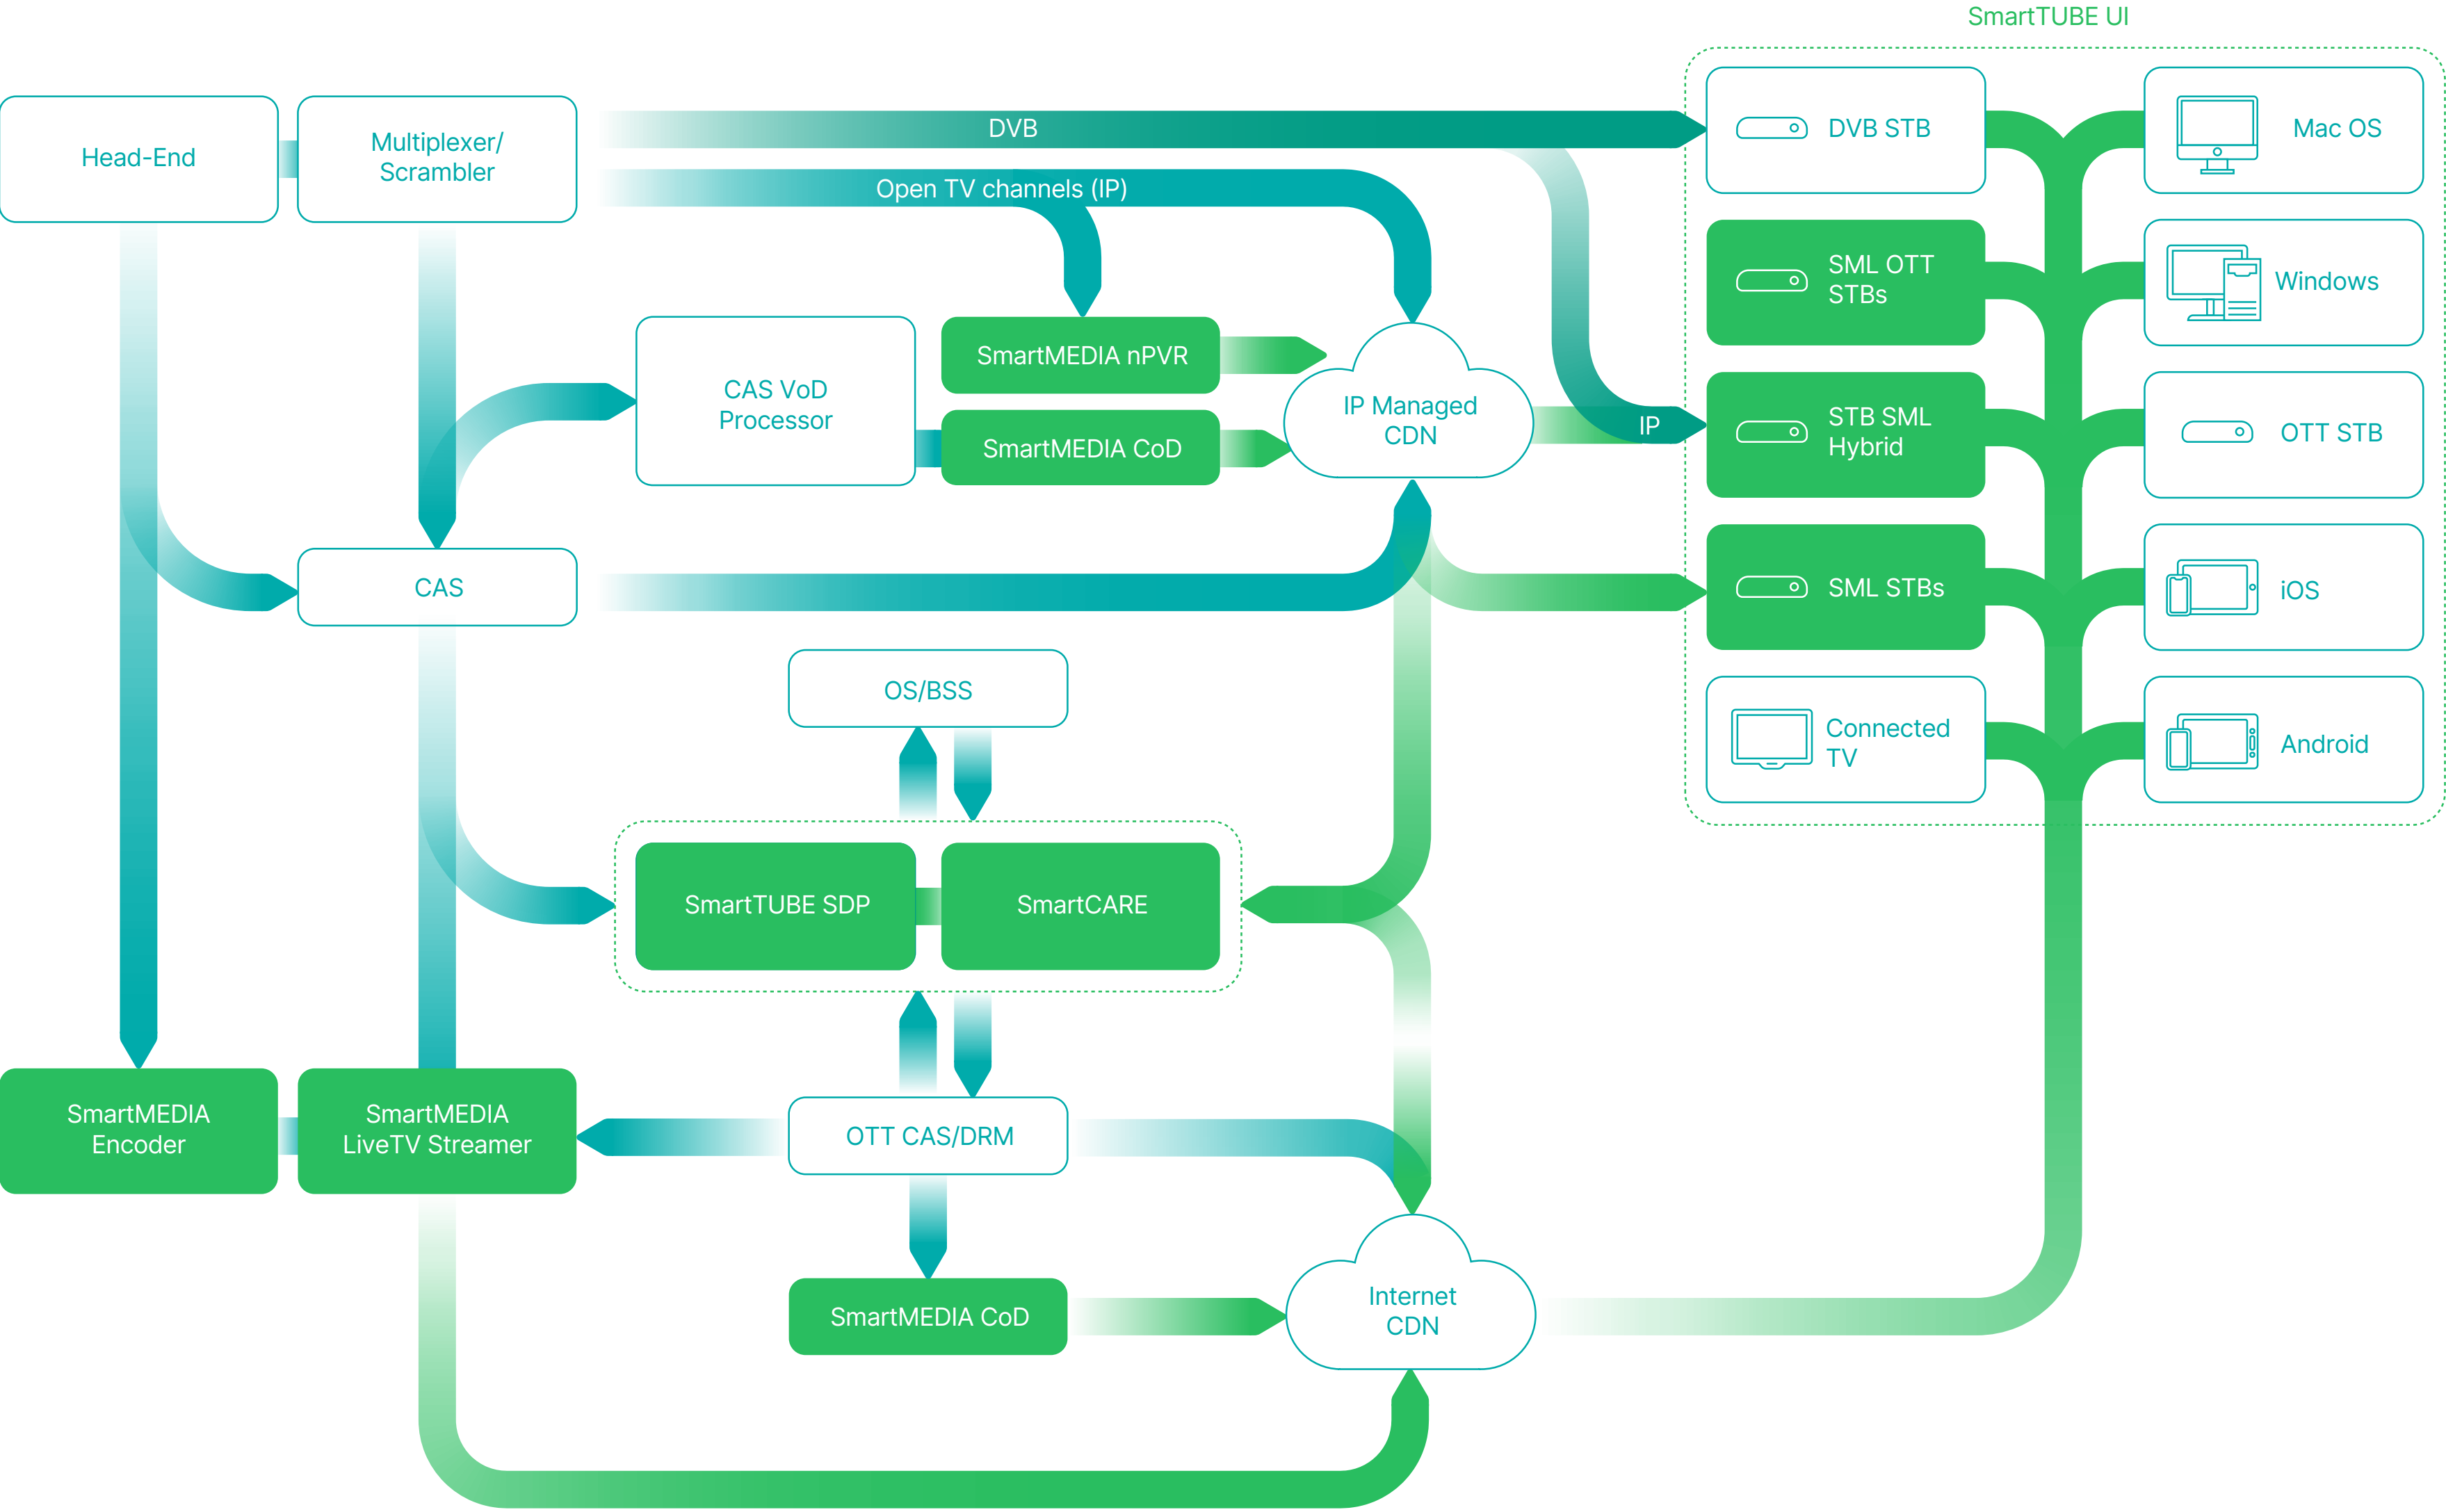 SmartTUBE UI
Head-End
Multiplexer/
Scrambler
DVB
Open TV channels (IP)
DVB STB
Mac OS
SML OTT
STBs
Windows
SmartMEDIA nPVR
CAS VoD
Processor
SmartMEDIA CoD
IP Managed
CDN
IP
STB SML
Hybrid
OTT STB
CAS
SML STBs
iOS
OS/BSS
Connected
TV
Android
SmartTUBE SDP
SmartCARE
SmartMEDIA
Encoder
SmartMEDIA
LiveTV Streamer
OTT CAS/DRM
SmartMEDIA CoD
Internet
CDN